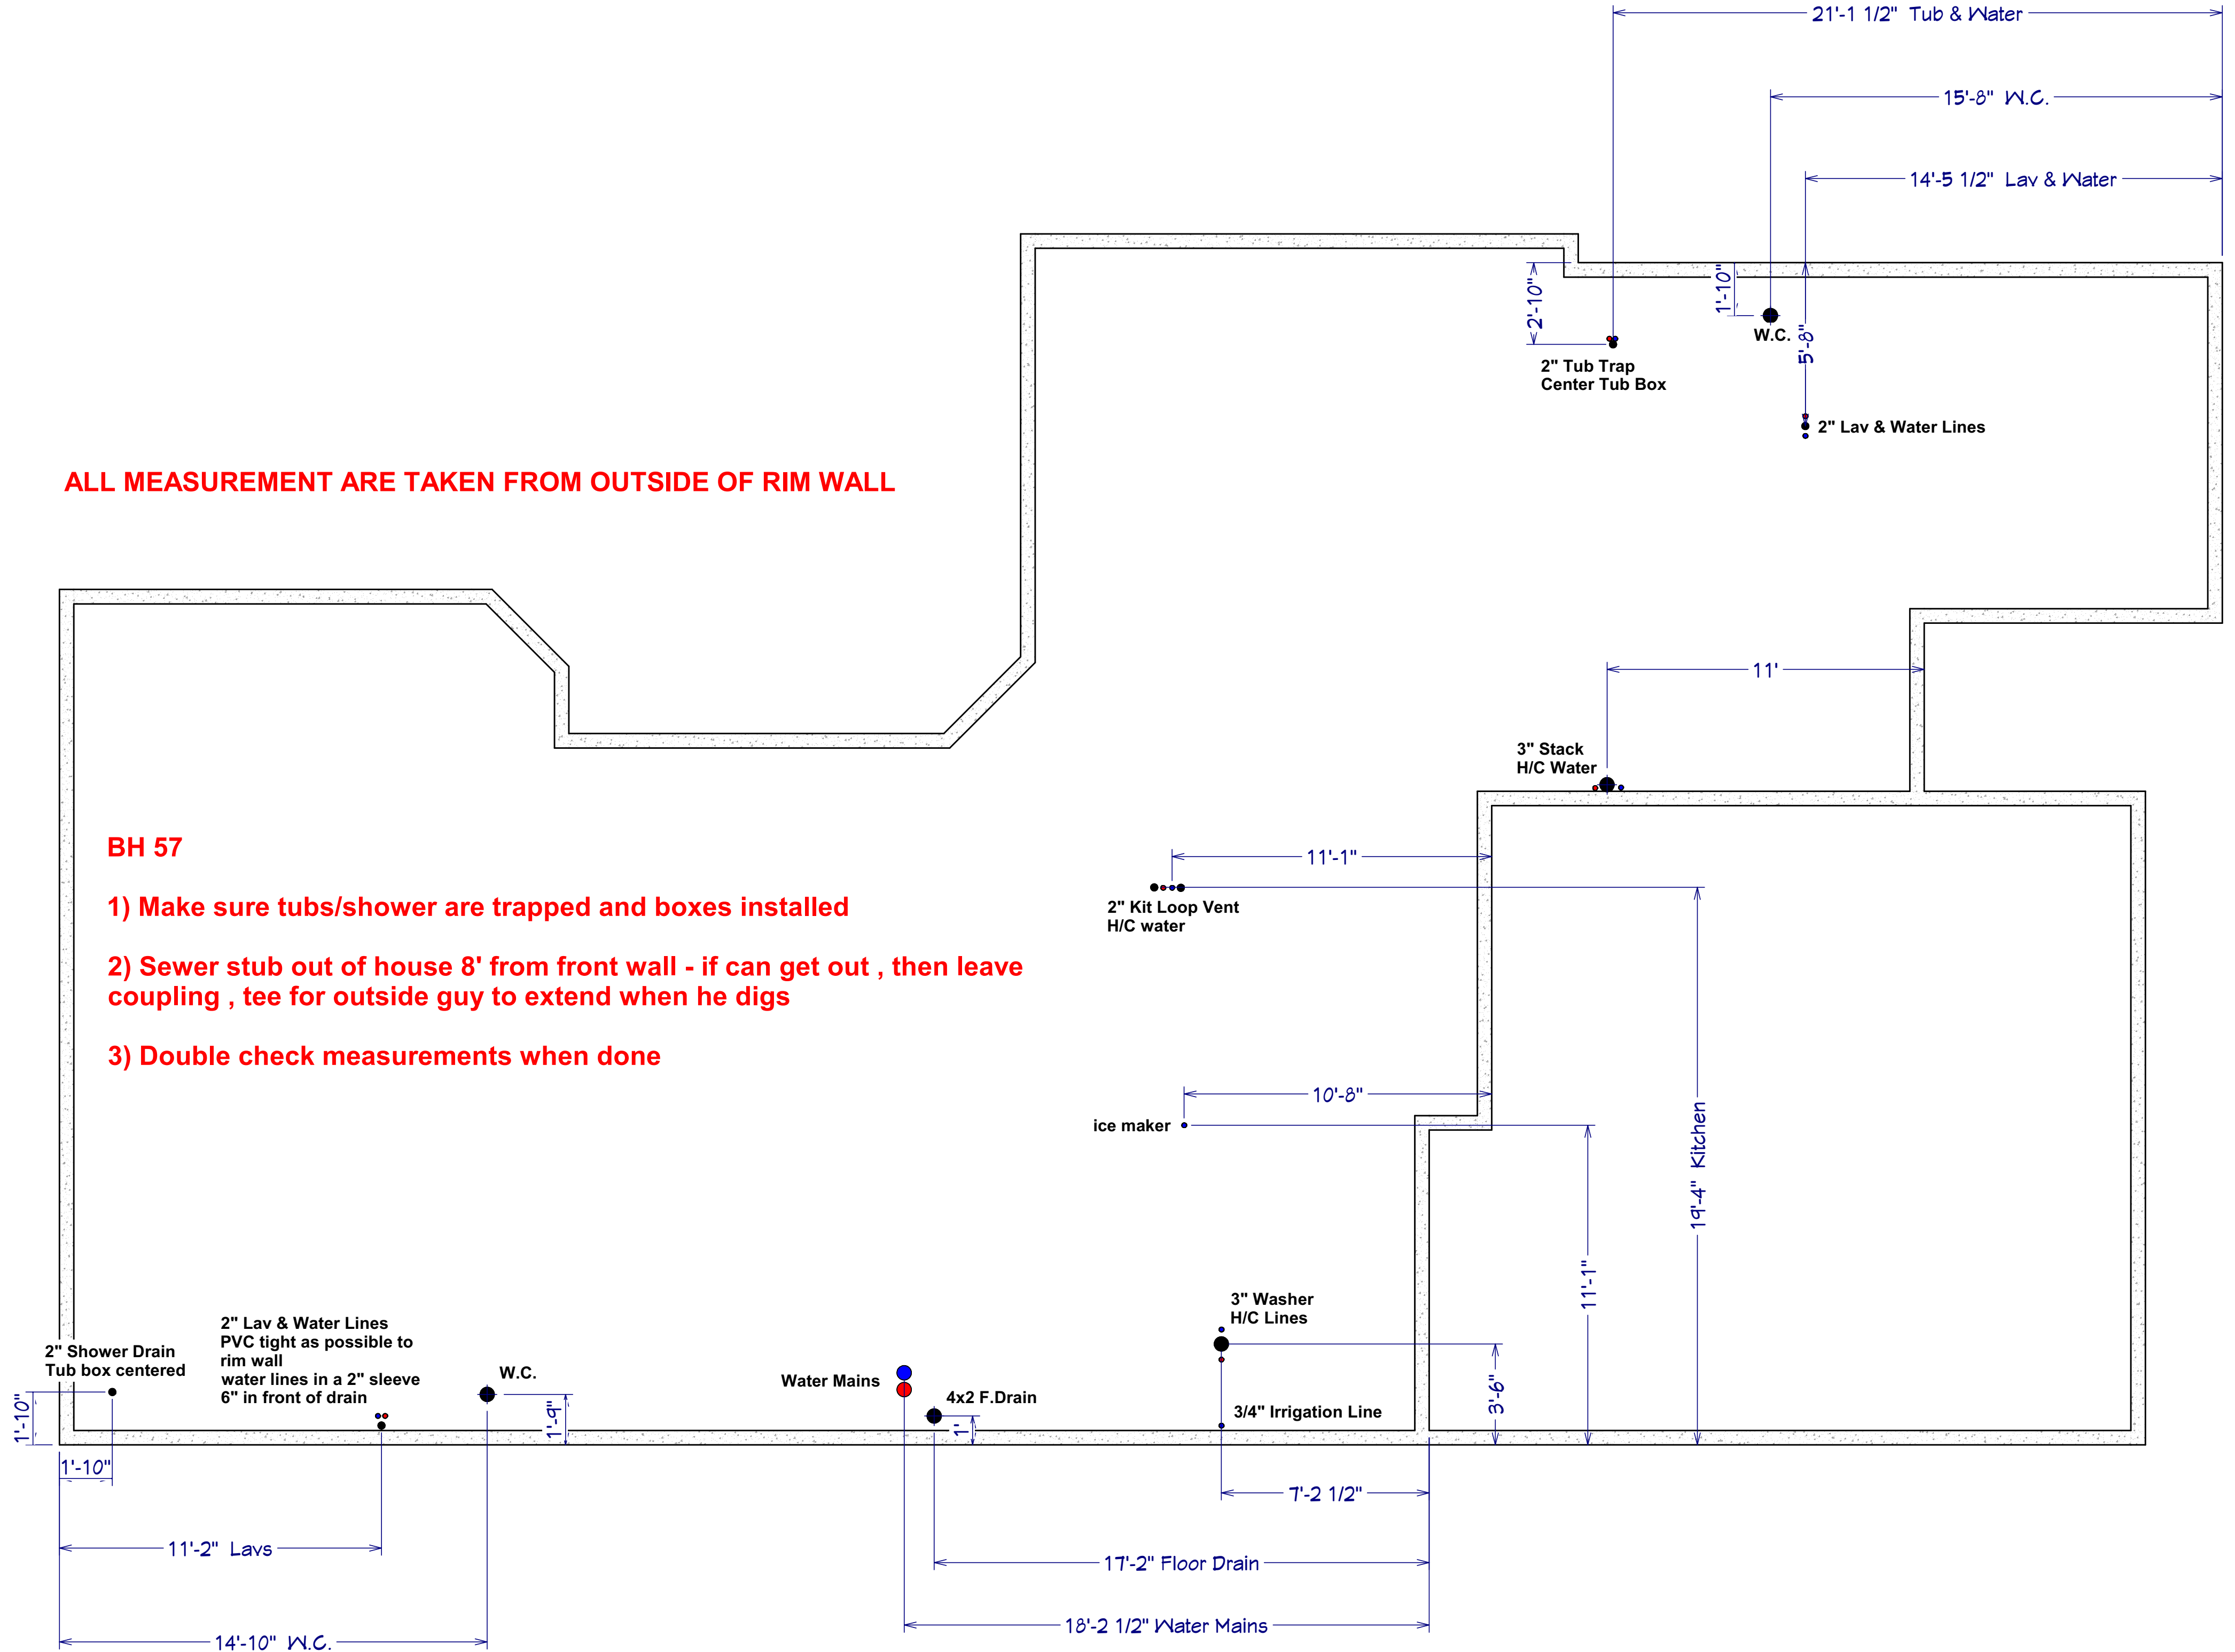 21'-1 1/2" Tub & Water
15'-8" W.C.
14'-5 1/2" Lav & Water
2'-10"
1'-10"
5'-8"
W.C.
2" Tub Trap
Center Tub Box
2" Lav & Water Lines
ALL MEASUREMENT ARE TAKEN FROM OUTSIDE OF RIM WALL
11'
3" Stack
H/C Water
BH 57
1) Make sure tubs/shower are trapped and boxes installed
2) Sewer stub out of house 8' from front wall - if can get out , then leave
coupling , tee for outside guy to extend when he digs
3) Double check measurements when done
11'-1"
2" Kit Loop Vent
H/C water
10'-8"
ice maker
19'-4" Kitchen
11'-1"
3'-6"
3" Washer
H/C Lines
3/4" Irrigation Line
2" Shower Drain
Tub box centered
2" Lav & Water Lines
PVC tight as possible to
rim wall
water lines in a 2" sleeve
6" in front of drain
W.C.
Water Mains
4x2 F.Drain
1'-10"
1'-9"
1'
1'-10"
7'-2 1/2"
11'-2" Lavs
17'-2" Floor Drain
18'-2 1/2" Water Mains
14'-10" W.C.